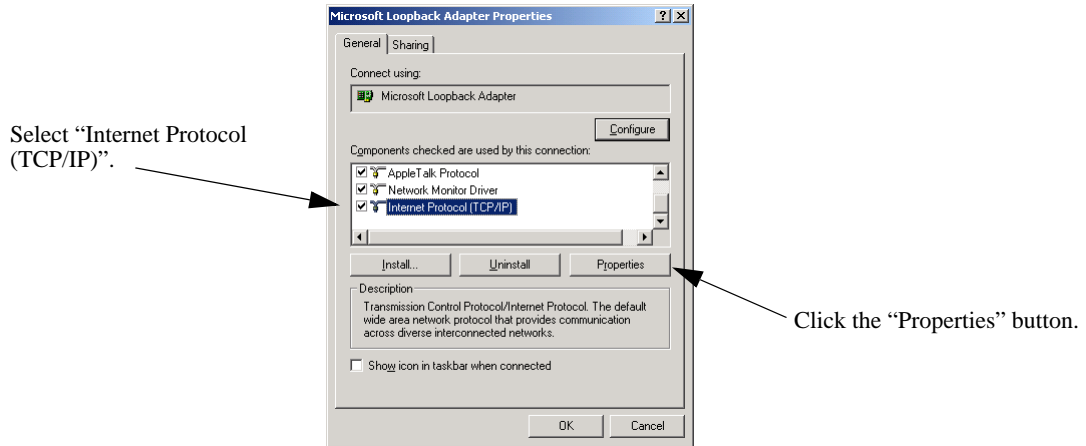 Microsoft Loopback Adapter Properties
General
Sharing
Connect using:
Microsoft Loopback Adapter
Configure
Select “Internet Protocol
(TCP/IP)”.
Components checked are used by this connection:
AppleTalk Protocol
Network Monitor Driver
Internet Protocol (TCP/IP)
Install...
Uninstall
Properties
Click the “Properties” button.
Description
Transmission Control Protocol/Internet Protocol. The default
wide area network protocol that provides communication
across diverse interconnected networks.
Show icon in taskbar when connected
OK
Cancel